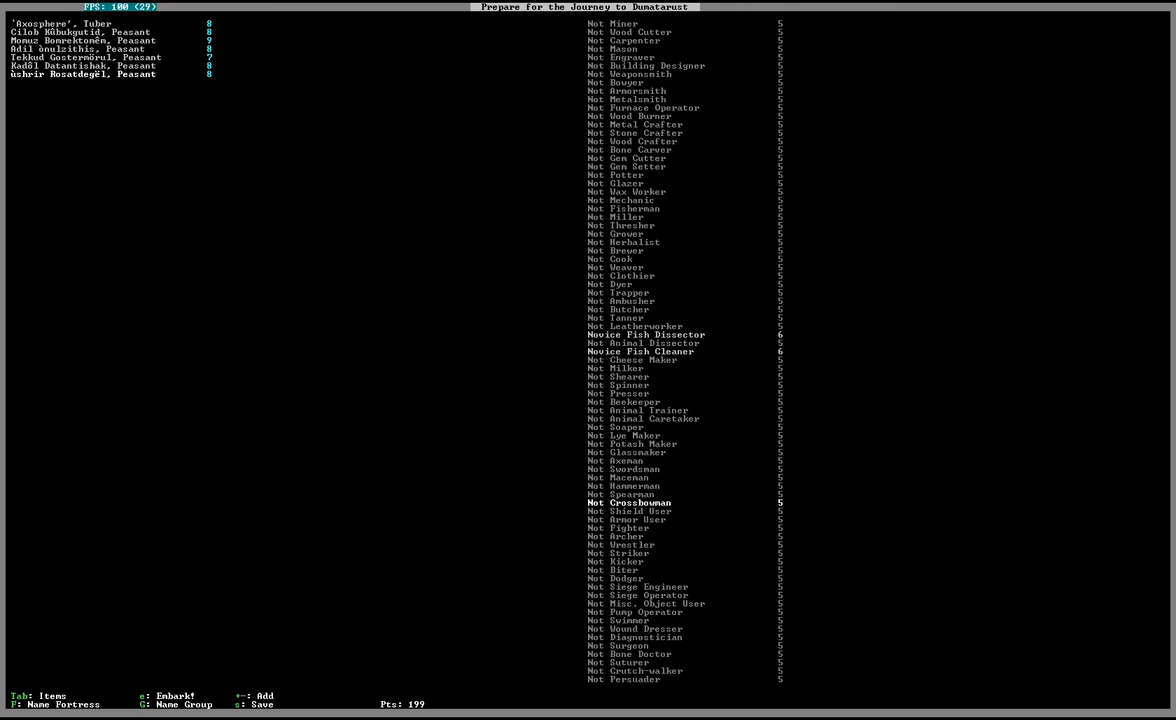 FPS: 100 (29)
Prepare for the Journey to Dumatarust
`Axosphere', Tuber 8
Cilob Kûbukgutid, Peasant 8
Momuz Bomrektomêm, Peasant 9
Adil ònulzithis, Peasant 8
Tekkud Gostermörul, Peasant 7
Kadôl Datantishak, Peasant 8
ùshrir Rosatdegël, Peasant 8
Not Miner 5
Not Wood Cutter 5
Not Carpenter 5
Not Mason 5
Not Engraver 5
Not Building Designer 5
Not Weaponsmith 5
Not Bowyer 5
Not Armorsmith 5
Not Metalsmith 5
Not Furnace Operator 5
Not Wood Burner 5
Not Metal Crafter 5
Not Stone Crafter 5
Not Wood Crafter 5
Not Bone Carver 5
Not Gem Cutter 5
Not Gem Setter 5
Not Potter 5
Not Glazer 5
Not Wax Worker 5
Not Mechanic 5
Not Fisherman 5
Not Miller 5
Not Thresher 5
Not Grower 5
Not Herbalist 5
Not Brewer 5
Not Cook 5
Not Weaver 5
Not Clothier 5
Not Dyer 5
Not Trapper 5
Not Ambusher 5
Not Butcher 5
Not Tanner 5
Not Leatherworker 5
Novice Fish Dissector 6
Not Animal Dissector 5
Novice Fish Cleaner 6
Not Cheese Maker 5
Not Milker 5
Not Shearer 5
Not Spinner 5
Not Presser 5
Not Beekeeper 5
Not Animal Trainer 5
Not Animal Caretaker 5
Not Soaper 5
Not Lye Maker 5
Not Potash Maker 5
Not Glassmaker 5
Not Axeman 5
Not Swordsman 5
Not Maceman 5
Not Hammerman 5
Not Spearman 5
Not Crossbowman 5
Not Shield User 5
Not Armor User 5
Not Fighter 5
Not Archer 5
Not Wrestler 5
Not Striker 5
Not Kicker 5
Not Biter 5
Not Dodger 5
Not Siege Engineer 5
Not Siege Operator 5
Not Misc. Object User 5
Not Pump Operator 5
Not Swimmer 5
Not Wound Dresser 5
Not Diagnostician 5
Not Surgeon 5
Not Bone Doctor 5
Not Suturer 5
Not Crutch-walker 5
Not Persuader 5
Tab: Items e: Embark! +-: Add
F: Name Fortress G: Name Group s: Save Pts: 199